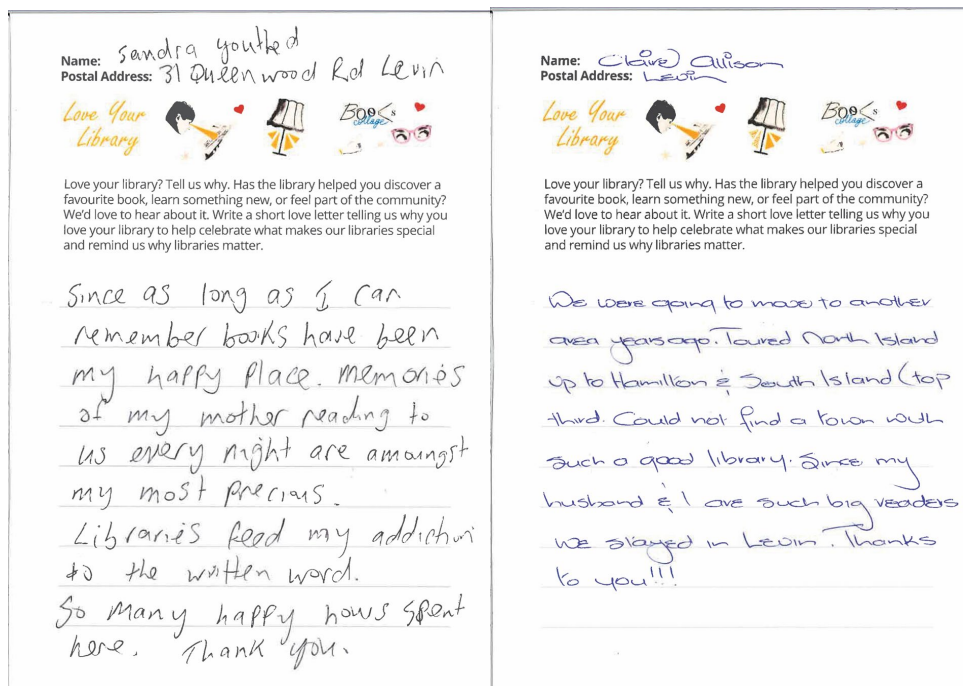 Name: Sandra Youthed
Postal Address: 31 Queenwood Rd Levin
Love Your
Library
BOOKS
Collage
Love your library? Tell us why. Has the library helped you discover a
favourite book, learn something new, or feel part of the community?
We'd love to hear about it. Write a short love letter telling us why you
love your library to help celebrate what makes our libraries special
and remind us why libraries matter.
Since as long as I can
remember books have been
my happy place. Memories
of my mother reading to
us every night are amoungst
my most precious.
Libraries feed my addiction
to the written word.
So many happy hours spent
here. Thank you.
Name: Claire Allison
Postal Address: Levin
Love Your
Library
BOOKS
Collage
Love your library? Tell us why. Has the library helped you discover a
favourite book, learn something new, or feel part of the community?
We'd love to hear about it. Write a short love letter telling us why you
love your library to help celebrate what makes our libraries special
and remind us why libraries matter.
We were going to move to another
area years ago. Toured North Island
up to Hamilton & South Island (top
third. Could not find a town with
such a good library. Since my
husband & I are such big readers
we stayed in Levin. Thanks
to you!!!